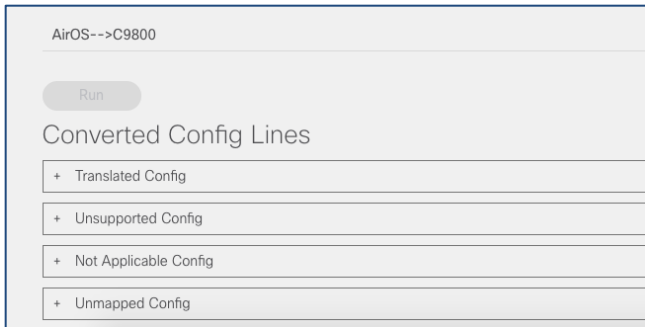 AirOS-->C9800
Run
Converted Config Lines
+ Translated Config
+ Unsupported Config
+ Not Applicable Config
+ Unmapped Config